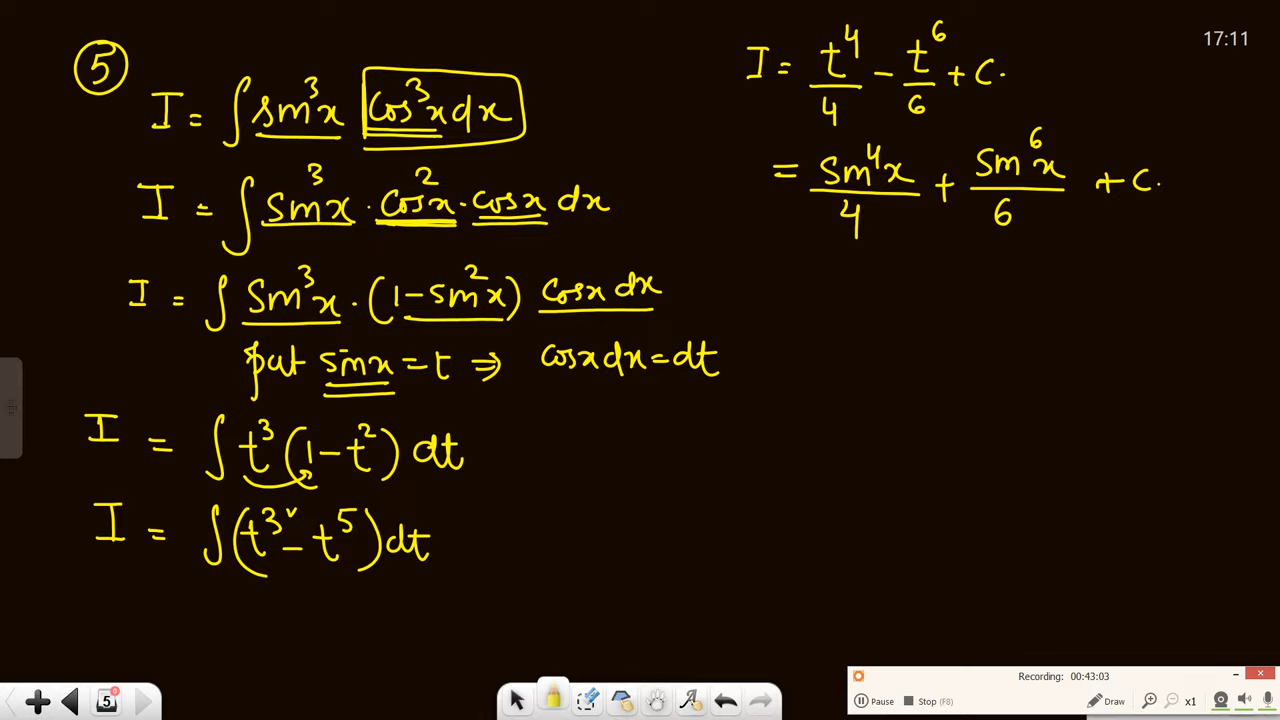 5
I = ∫ sin³x cos³x dx
I = ∫ sin³x · cos²x · cosx dx
I = ∫ sin³x · (1 - sin²x) cosx dx
put sinx = t ⇒ cosx dx = dt
I = ∫ t³ (1 - t²) dt
I = ∫ (t³ - t⁵) dt
I = t⁴/4 - t⁶/6 + C.
= sin⁴x/4 + sin⁶x/6 + C.
17:11
5
0
Recording: 00:43:03
Pause Stop (F8) Draw x1